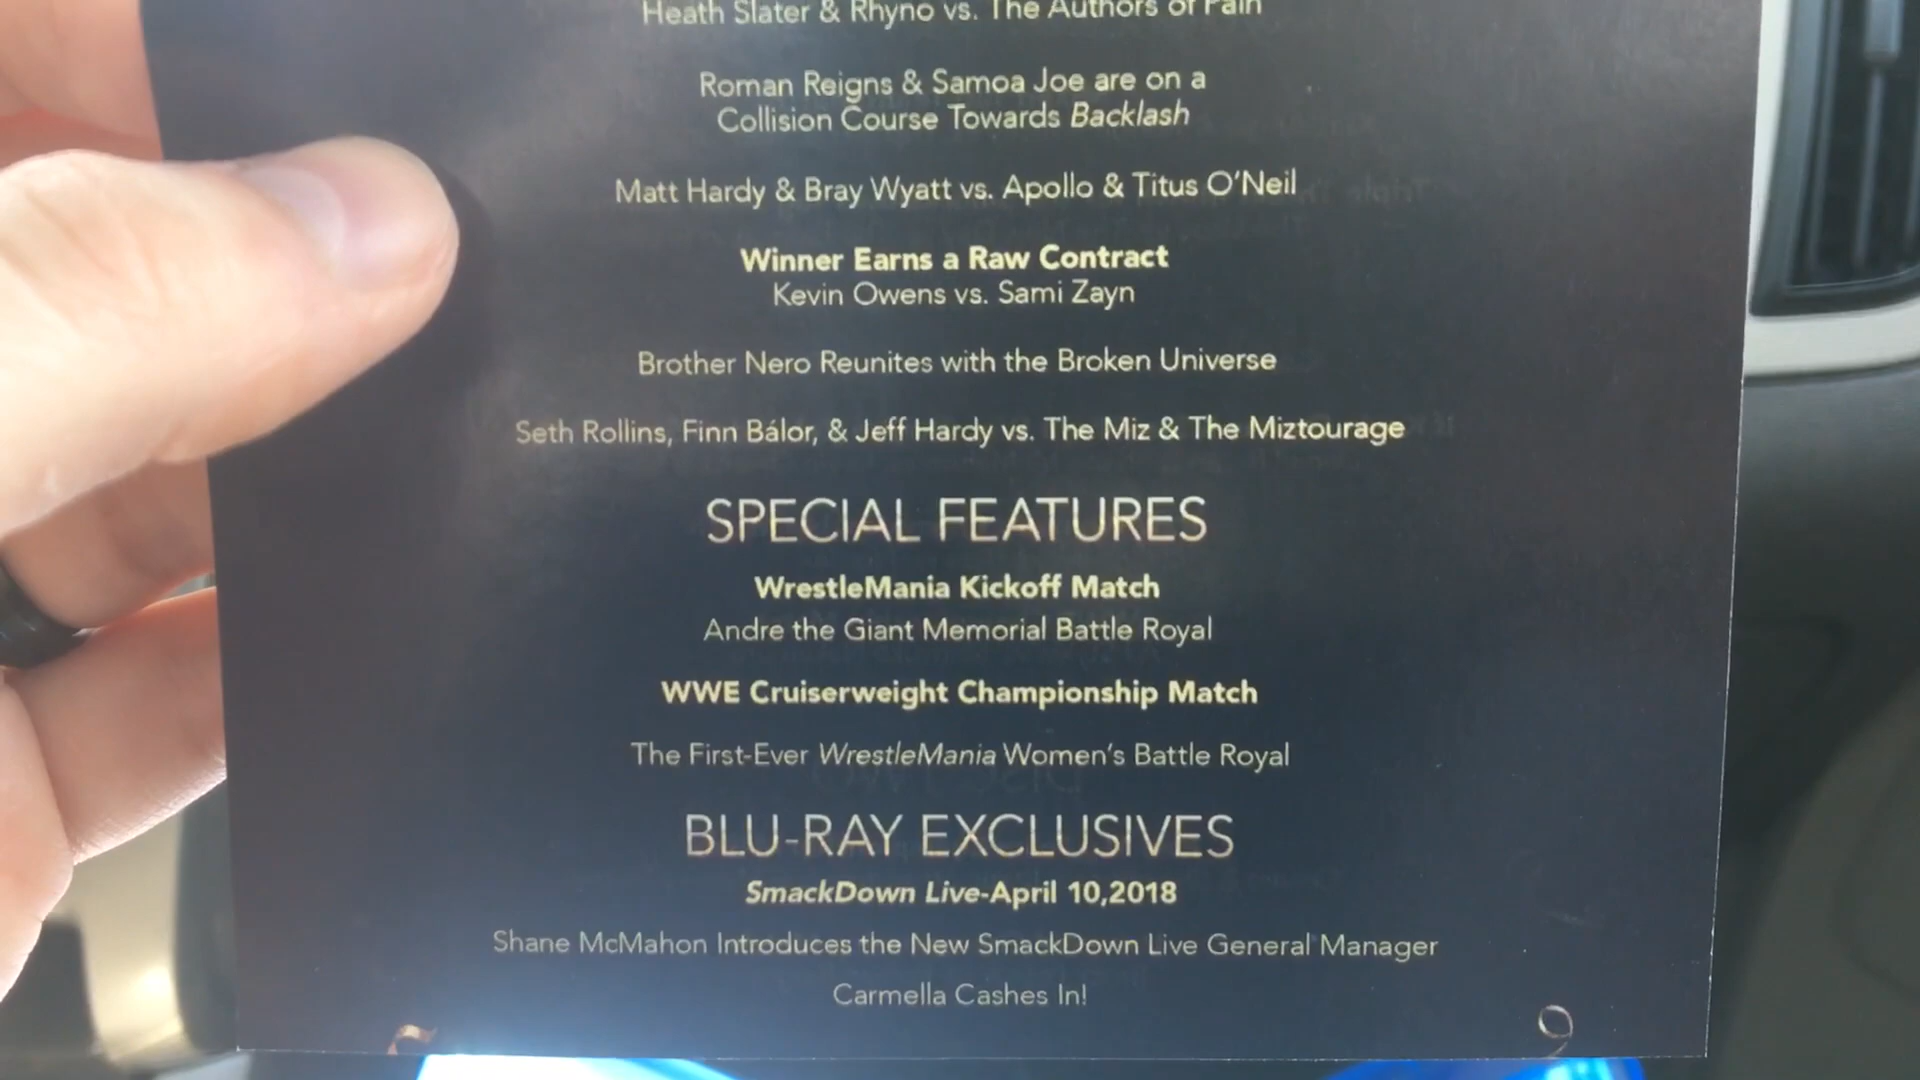 Heath Slater & Rhyno vs. The Authors of Pain
Roman Reigns & Samoa Joe are on a
Collision Course Towards Backlash
Matt Hardy & Bray Wyatt vs. Apollo & Titus O'Neil
Winner Earns a Raw Contract
Kevin Owens vs. Sami Zayn
Brother Nero Reunites with the Broken Universe
Seth Rollins, Finn Bálor, & Jeff Hardy vs. The Miz & The Miztourage
SPECIAL FEATURES
WrestleMania Kickoff Match
Andre the Giant Memorial Battle Royal
WWE Cruiserweight Championship Match
The First-Ever WrestleMania Women's Battle Royal
BLU-RAY EXCLUSIVES
SmackDown Live-April 10,2018
Shane McMahon Introduces the New SmackDown Live General Manager
Carmella Cashes In!